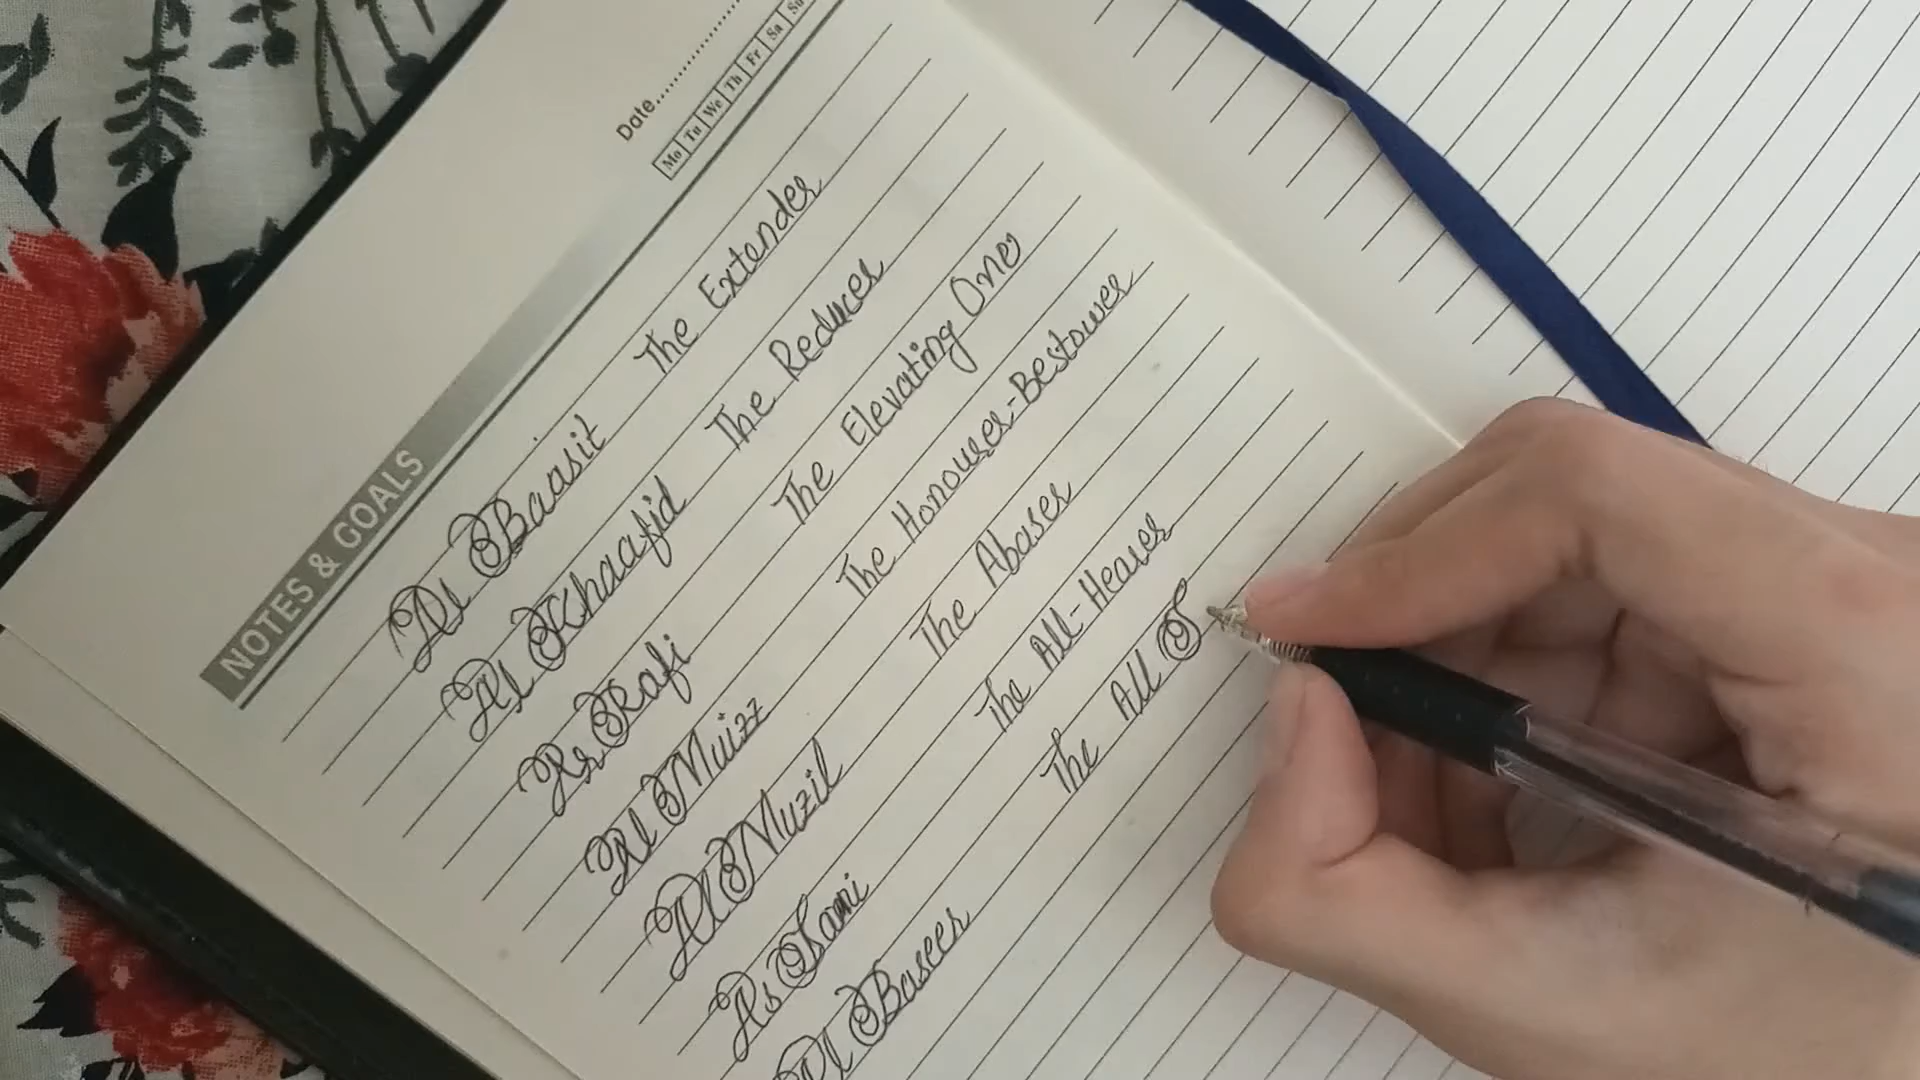 Date
Mo Tu We Th Fr Sa Su
NOTES & GOALS
Al Baasit The Extender
Al Khaafid The Reducer
Ar Rafi The Elevating One
Al Muizz The Honourer-Bestower
Al Muzil The Abaser
As Sami The All-Hearer
Al Baseer The All S